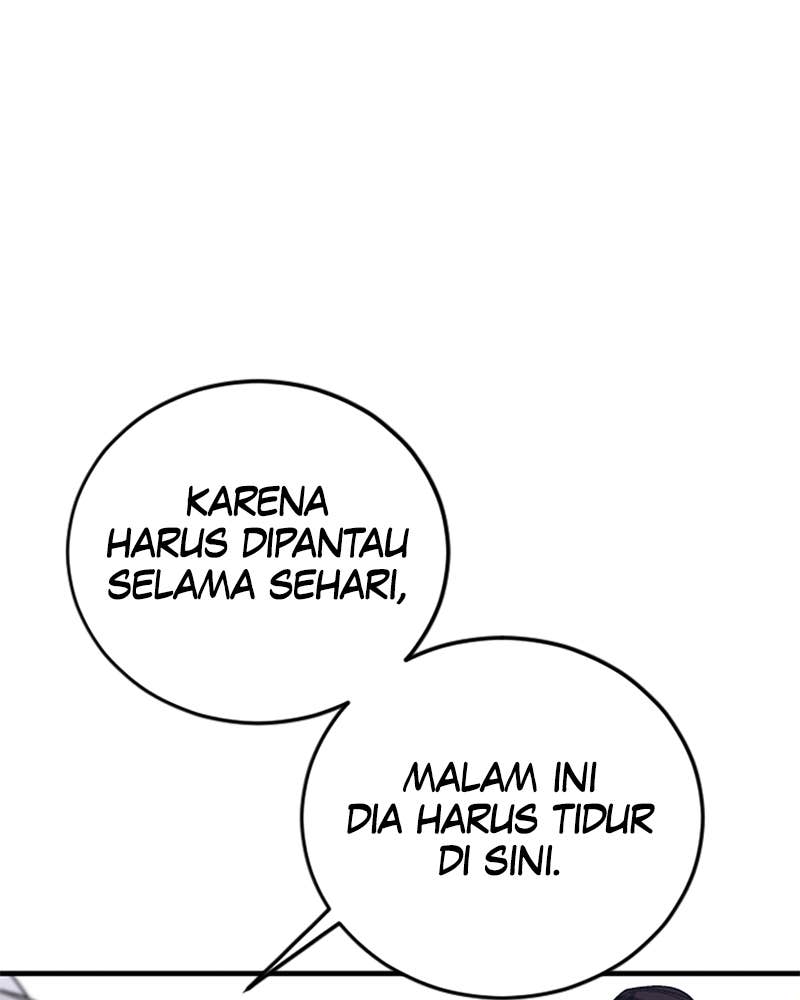 KARENA
HARUS DIPANTAU
SELAMA SEHARI,
MALAM INI
DIA HARUS TIDUR
DI SINI.